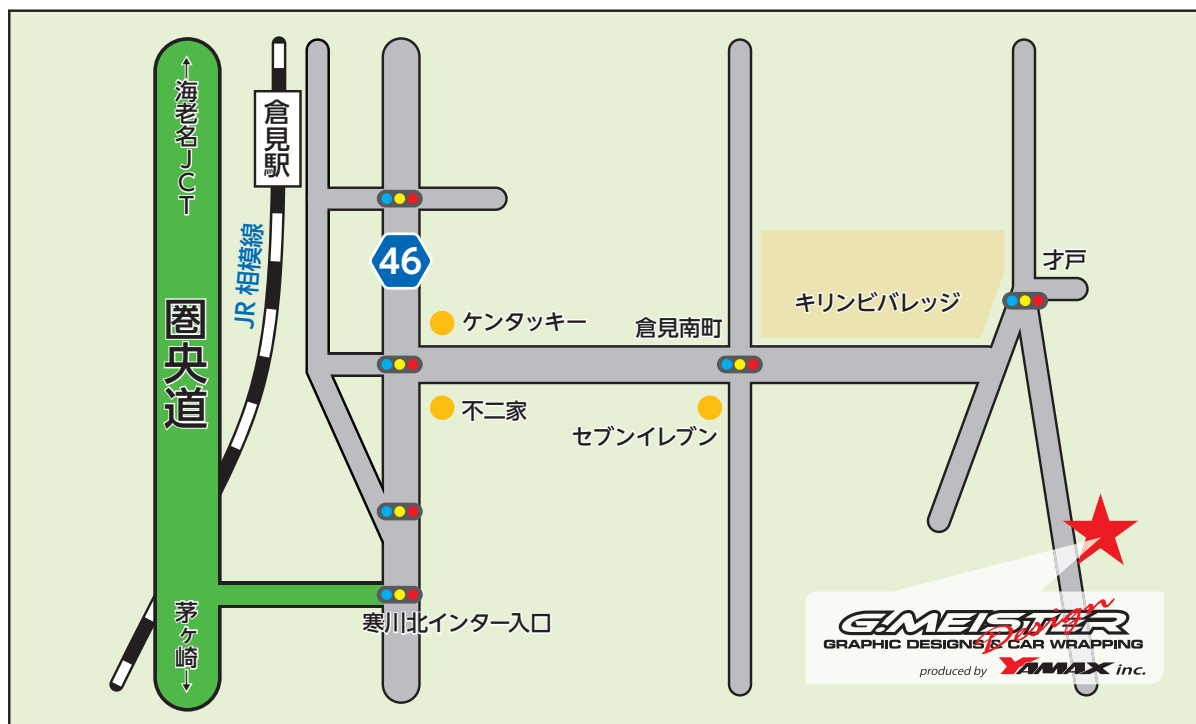 ←海老名JCT
圏央道
茅ヶ崎→
倉見駅
JR 相模線
46
ケンタッキー
不二家
倉見南町
セブンイレブン
キリンビバレッジ
才戸
寒川北インター入口
G.MEISTER
Design
GRAPHIC DESIGNS & CAR WRAPPING
produced by YAMAX inc.